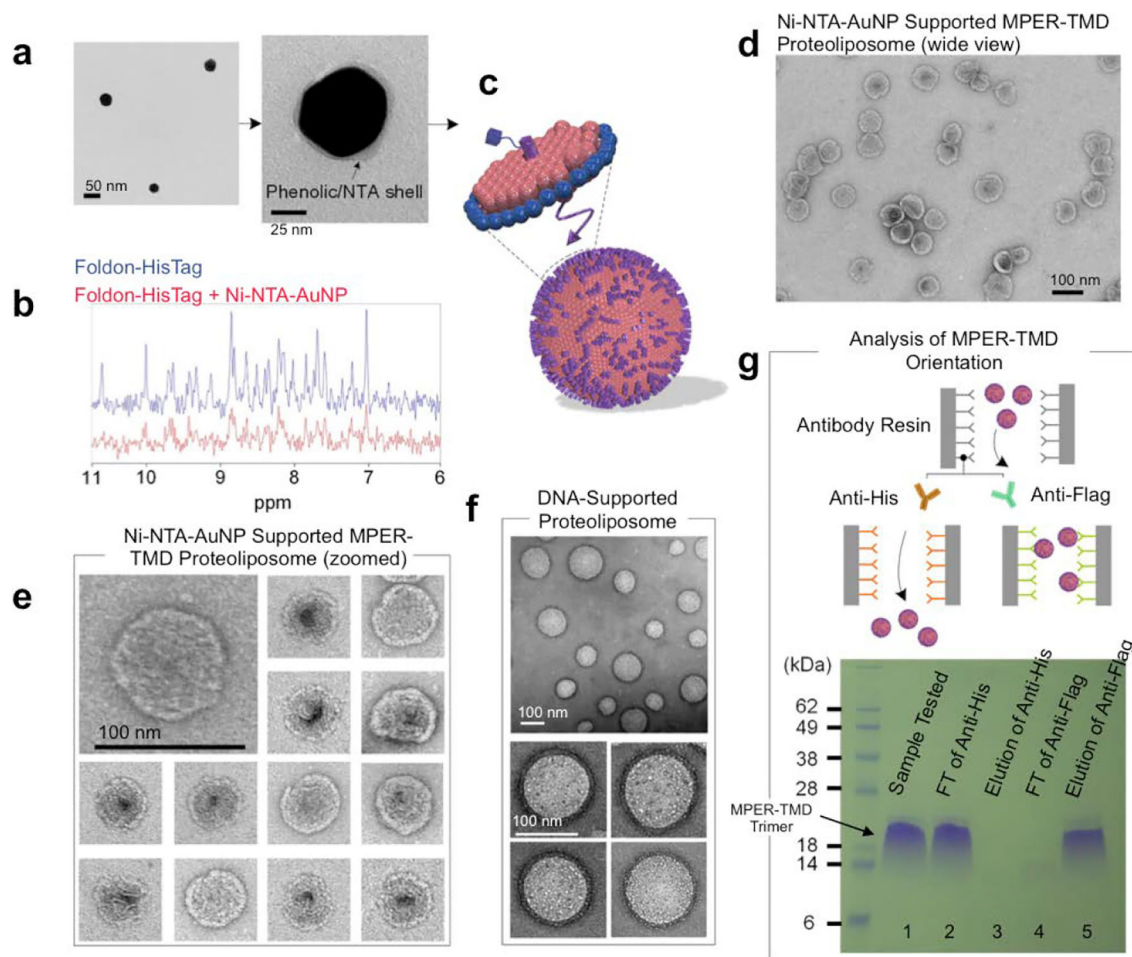 a
50 nm
Phenolic/NTA shell
25 nm
Foldon-HisTag
Foldon-HisTag + Ni-NTA-AuNP
b
11 10 9 8 7 6
ppm
c
Ni-NTA-AuNP Supported MPER-TMD
Proteoliposome (wide view)
d
100 nm
Ni-NTA-AuNP Supported MPER-
TMD Proteoliposome (zoomed)
e
100 nm
DNA-Supported
Proteoliposome
f
100 nm
100 nm
g
Analysis of MPER-TMD
Orientation
Antibody Resin
Anti-His
Anti-Flag
(kDa)
62
49
38
28
18
14
6
MPER-TMD
Trimer
Sample Tested
FT of Anti-His
Elution of Anti-His
FT of Anti-Flag
Elution of Anti-Flag
1 2 3 4 5